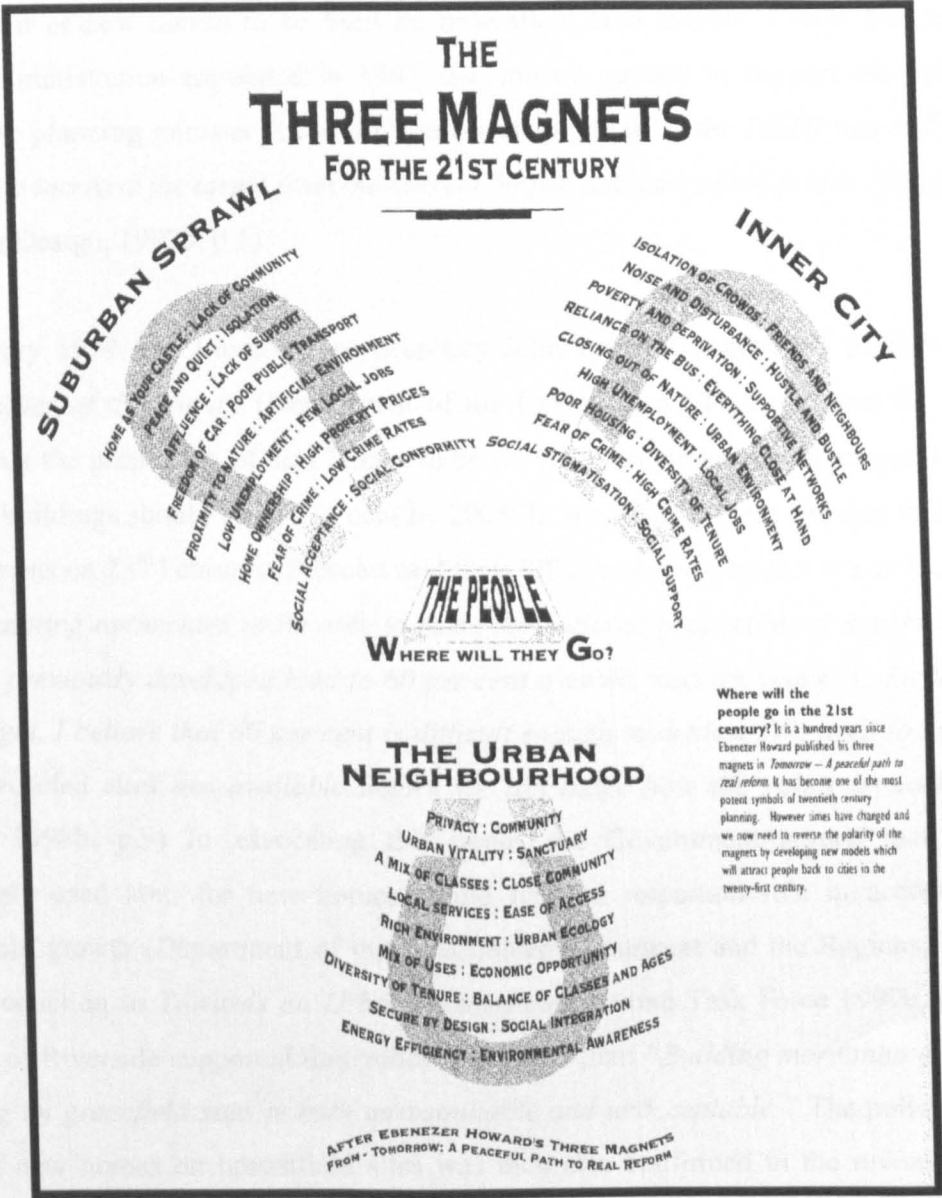 THE
THREE MAGNETS
FOR THE 21ST CENTURY
SUBURBAN SPRAWL
HOME AS YOUR CASTLE : LACK OF COMMUNITY
PEACE AND QUIET : ISOLATION
AFFLUENCE : LACK OF SUPPORT
FREEDOM OF CAR : POOR PUBLIC TRANSPORT
PROXIMITY TO NATURE : ARTIFICIAL ENVIRONMENT
LOW UNEMPLOYMENT : FEW LOCAL JOBS
HOME OWNERSHIP : HIGH PROPERTY PRICES
FEAR OF CRIME : LOW CRIME RATES
SOCIAL ACCEPTANCE : SOCIAL CONFORMITY
INNER CITY
ISOLATION OF CROWDS : FRIENDS AND NEIGHBOURS
NOISE AND DISTURBANCE : HUSTLE AND BUSTLE
POVERTY AND DEPRIVATION : SUPPORTIVE NETWORKS
RELIANCE ON THE BUS : EVERYTHING CLOSE AT HAND
CLOSING OUT OF NATURE : URBAN ENVIRONMENT
HIGH UNEMPLOYMENT : LOCAL JOBS
POOR HOUSING : DIVERSITY OF TENURE
FEAR OF CRIME : HIGH CRIME RATES
SOCIAL STIGMATISATION : SOCIAL SUPPORT
THE PEOPLE
WHERE WILL THEY GO?
THE URBAN
NEIGHBOURHOOD
PRIVACY : COMMUNITY
URBAN VITALITY : SANCTUARY
A MIX OF CLASSES : CLOSE COMMUNITY
LOCAL SERVICES : EASE OF ACCESS
RICH ENVIRONMENT : URBAN ECOLOGY
MIX OF USES : ECONOMIC OPPORTUNITY
DIVERSITY OF TENURE : BALANCE OF CLASSES AND AGES
SECURE BY DESIGN : SOCIAL INTEGRATION
ENERGY EFFICIENCY : ENVIRONMENTAL AWARENESS
Where will the
people go in the 21st
century? It is a hundred years since
Ebenezer Howard published his three
magnets in Tomorrow – A peaceful path to
real reform. It has become one of the most
potent symbols of twentieth century
planning. However times have changed and
we now need to reverse the polarity of the
magnets by developing new models which
will attract people back to cities in the
twenty-first century.
AFTER EBENEZER HOWARD'S THREE MAGNETS
FROM - TOMORROW: A PEACEFUL PATH TO REAL REFORM